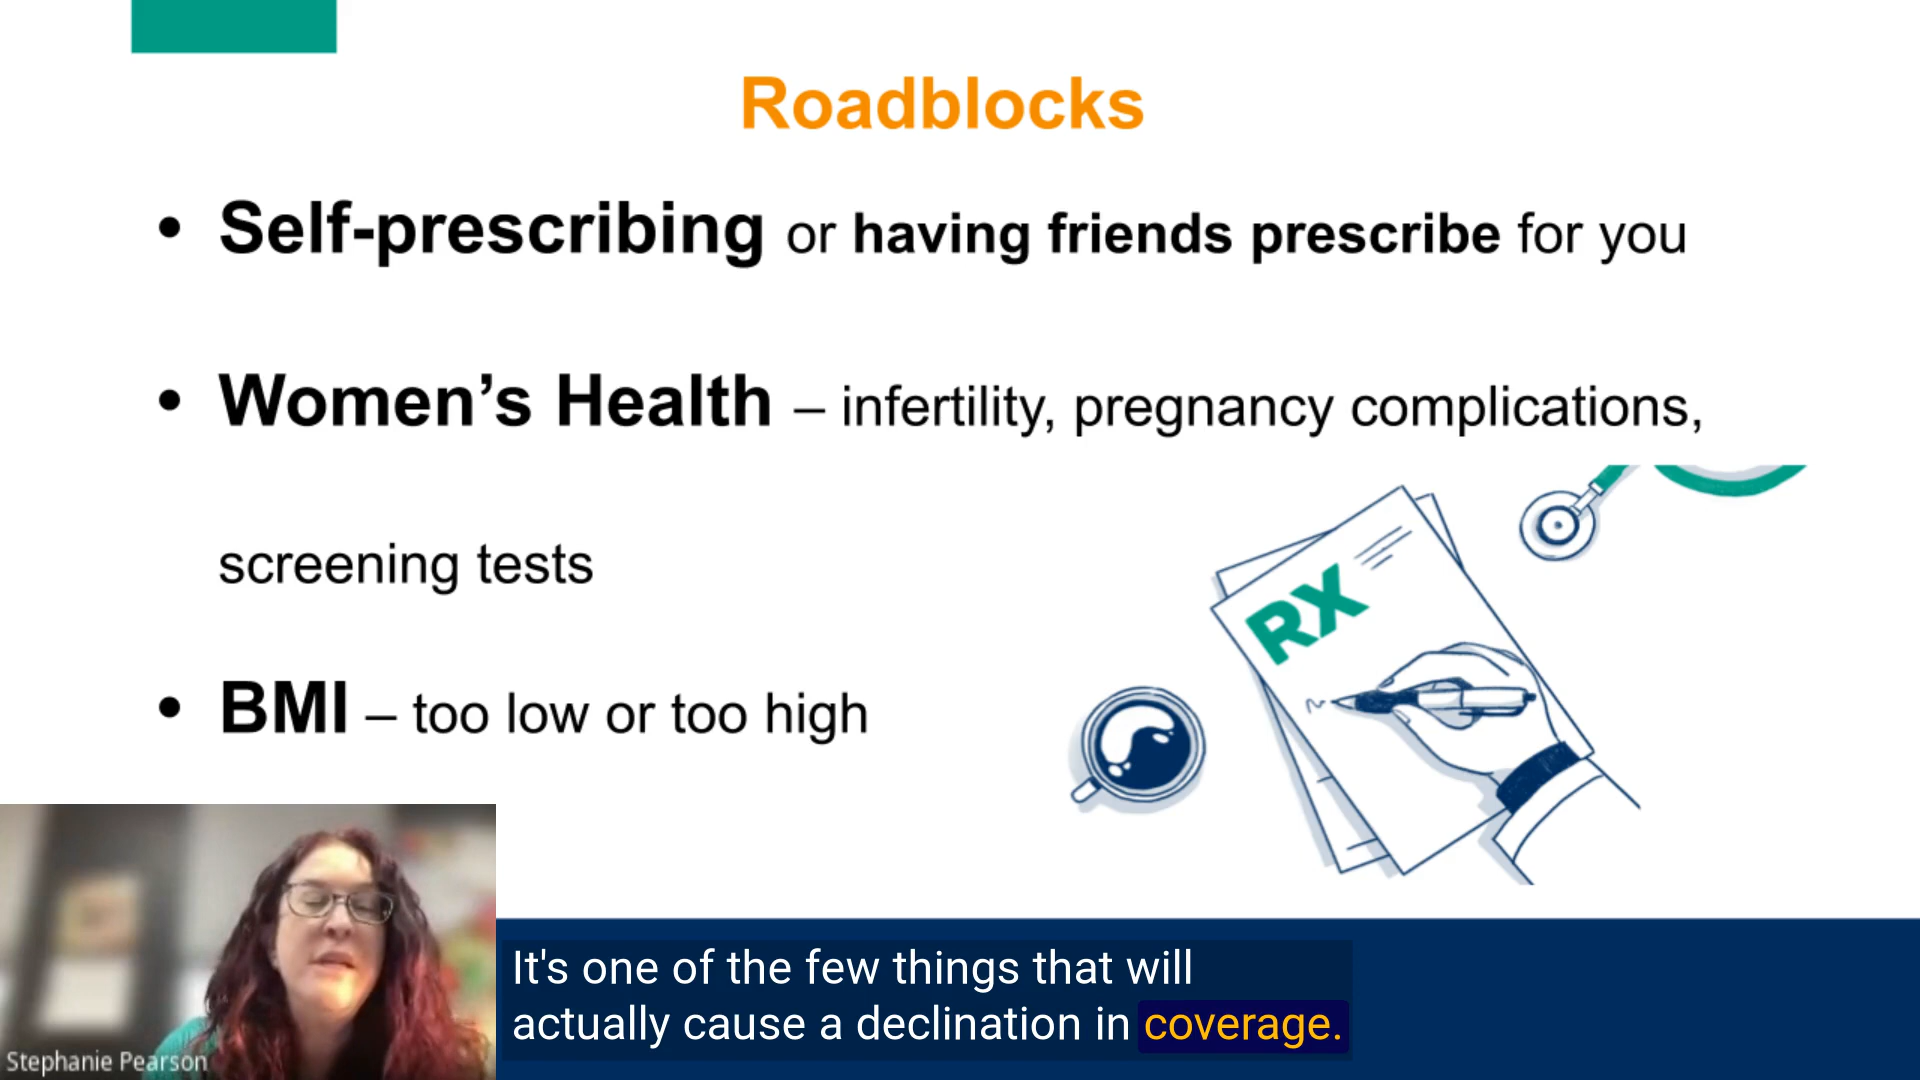 Roadblocks
• Self-prescribing or having friends prescribe for you
• Women’s Health – infertility, pregnancy complications,
screening tests
RX
• BMI – too low or too high
It's one of the few things that will
actually cause a declination in coverage.
Stephanie Pearson